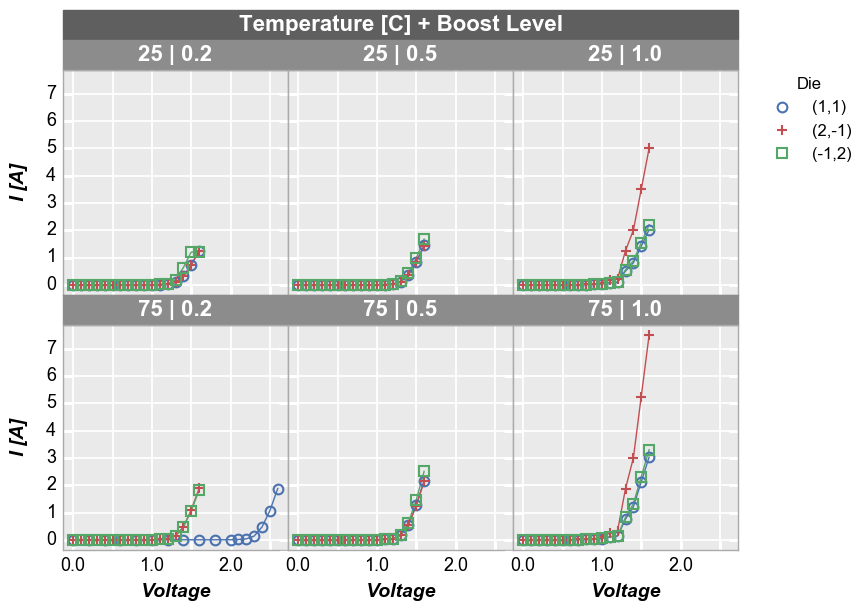 Temperature [C] + Boost Level
25 | 0.2
25 | 0.5
25 | 1.0
Die
(1,1)
(2,-1)
(-1,2)
I [A]
7
6
5
4
3
2
1
0
75 | 0.2
75 | 0.5
75 | 1.0
I [A]
7
6
5
4
3
2
1
0
0.0 1.0 2.0
0.0 1.0 2.0
0.0 1.0 2.0
Voltage
Voltage
Voltage